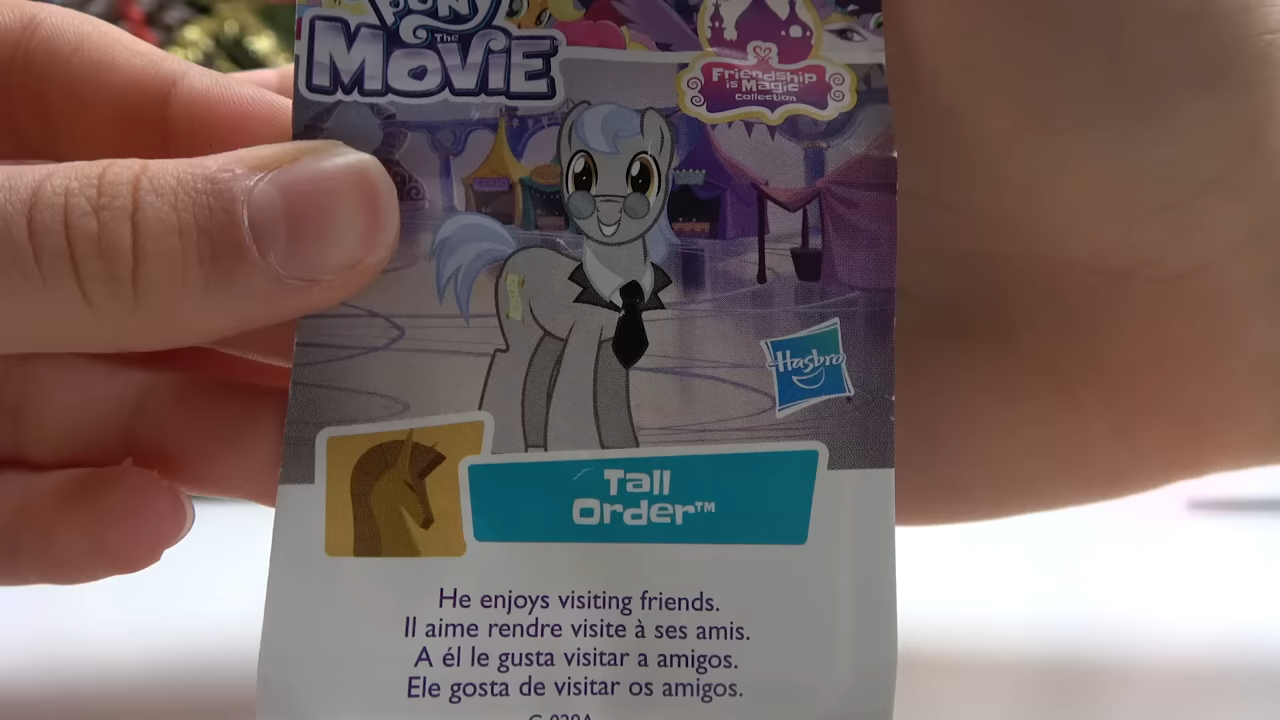 PONY
The
MOVIE
Friendship
is Magic
Collection
Hasbro
Tall
Order™
He enjoys visiting friends.
Il aime rendre visite à ses amis.
A él le gusta visitar a amigos.
Ele gosta de visitar os amigos.